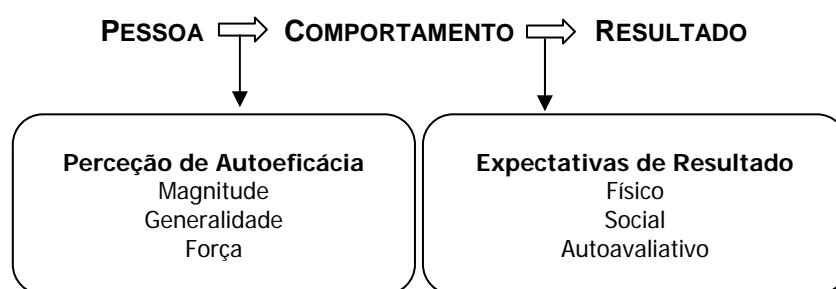 PESSOA COMPORTAMENTO RESULTADO
Perceção de Autoeficácia
Magnitude
Generalidade
Força
Expectativas de Resultado
Físico
Social
Autoavaliativo